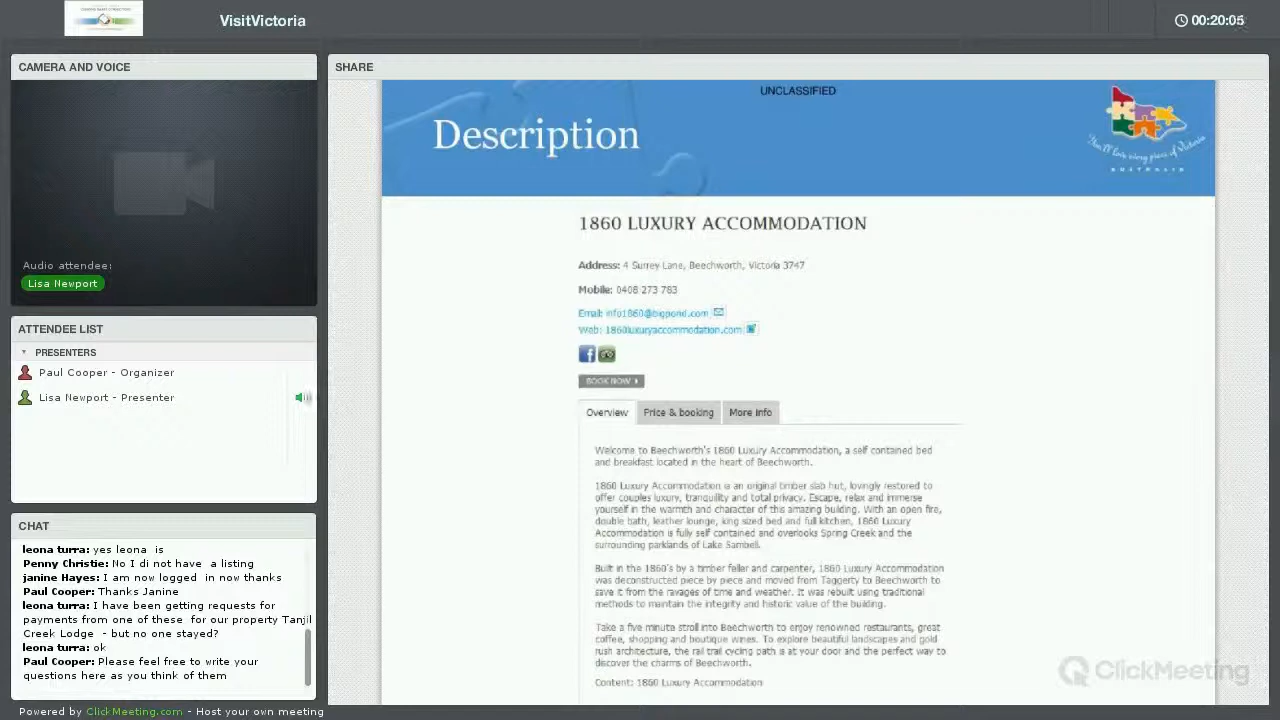 VisitVictoria
00:20:05
CAMERA AND VOICE
Audio attendee:
Lisa Newport
ATTENDEE LIST
PRESENTERS
Paul Cooper - Organizer
Lisa Newport - Presenter
CHAT
leona turra: yes leona is
Penny Christie: No I di not have a listing
janine Hayes: I am now logged in now thanks
Paul Cooper: Thanks Janine
leona turra: I have been getting requests for
payments from one of these for our property Tanjil
Creek Lodge - but no one staed?
leona turra: ok
Paul Cooper: Please feel free to write your
questions here as you think of them
Powered by ClickMeeting.com - Host your own meeting
SHARE
UNCLASSIFIED
Description
You'll love every piece of Victoria
AUSTRALIA
1860 LUXURY ACCOMMODATION
Address: 4 Surrey Lane, Beechworth, Victoria 3747
Mobile: 0408 273 783
Email: info1860@bigpond.com
Web: 1860luxuryaccommodation.com
BOOK NOW
Overview Price & booking More info
Welcome to Beechworth's 1860 Luxury Accommodation, a self contained bed
and breakfast located in the heart of Beechworth.
1860 Luxury Accommodation is an original timber slab hut, lovingly restored to
offer couples luxury, tranquility and total privacy. Escape, relax and immerse
yourself in the warmth and character of this amazing building. With an open fire,
double bath, leather lounge, king sized bed and full kitchen, 1860 Luxury
Accommodation is fully self contained and overlooks Spring Creek and the
surrounding parklands of Lake Sambell.
Built in the 1860's by a timber feller and carpenter, 1860 Luxury Accommodation
was deconstructed piece by piece and moved from Taggerty to Beechworth to
save it from the ravages of time and weather. It was rebuilt using traditional
methods to maintain the integrity and historic value of the building.
Take a five minute stroll into Beechworth to enjoy renowned restaurants, great
coffee, shopping and boutique wines. To explore beautiful landscapes and gold
rush architecture, the rail trail cycling path is at your door and the perfect way to
discover the charms of Beechworth.
Content: 1860 Luxury Accommodation
ClickMeeting